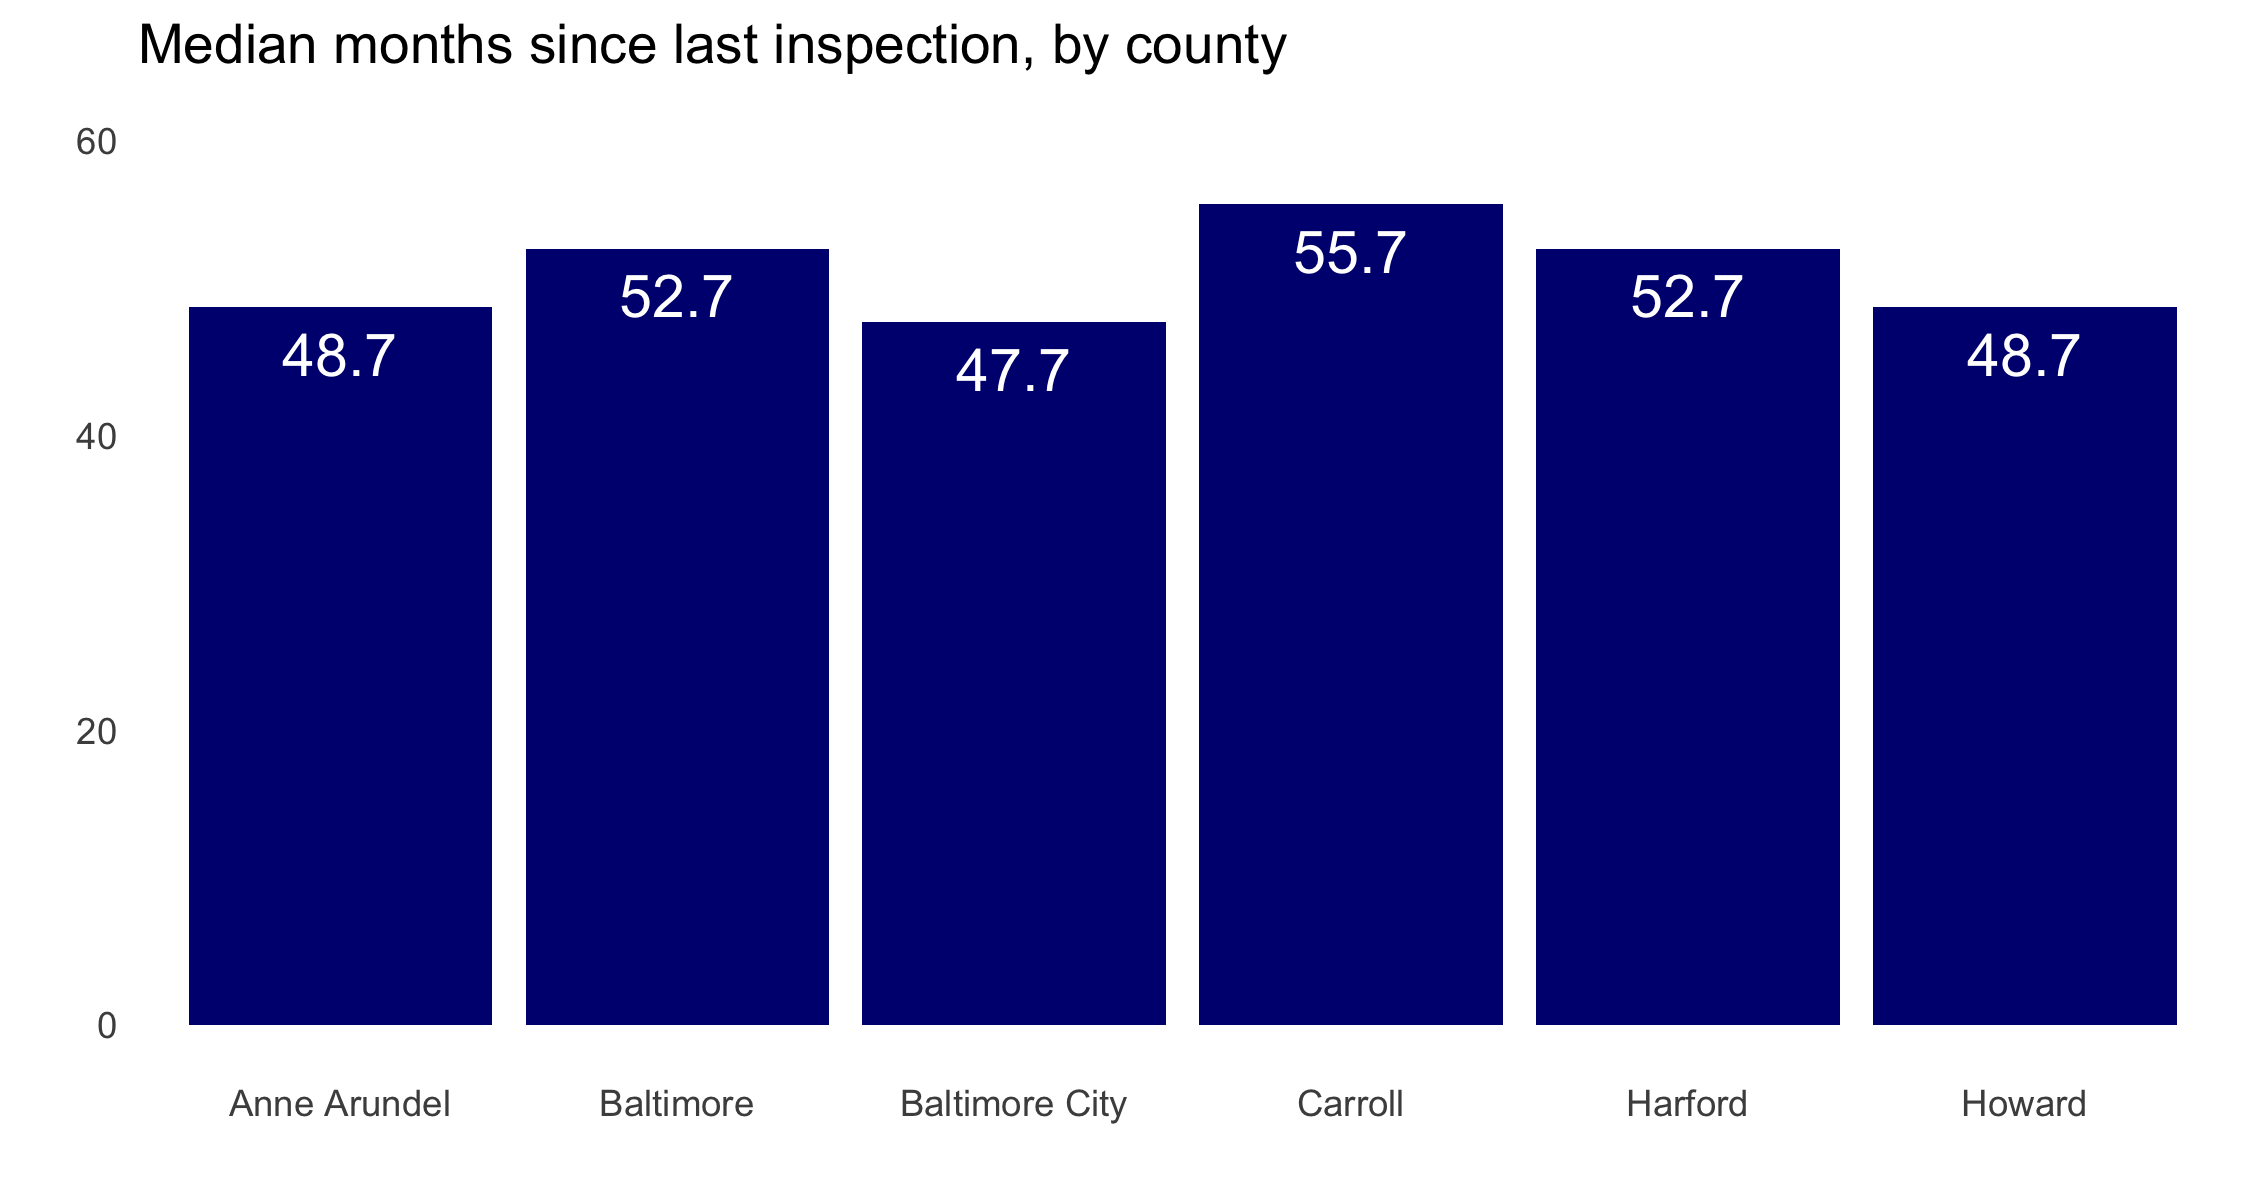 Median months since last inspection, by county
60
40
20
0
48.7
52.7
47.7
55.7
52.7
48.7
Anne Arundel
Baltimore
Baltimore City
Carroll
Harford
Howard